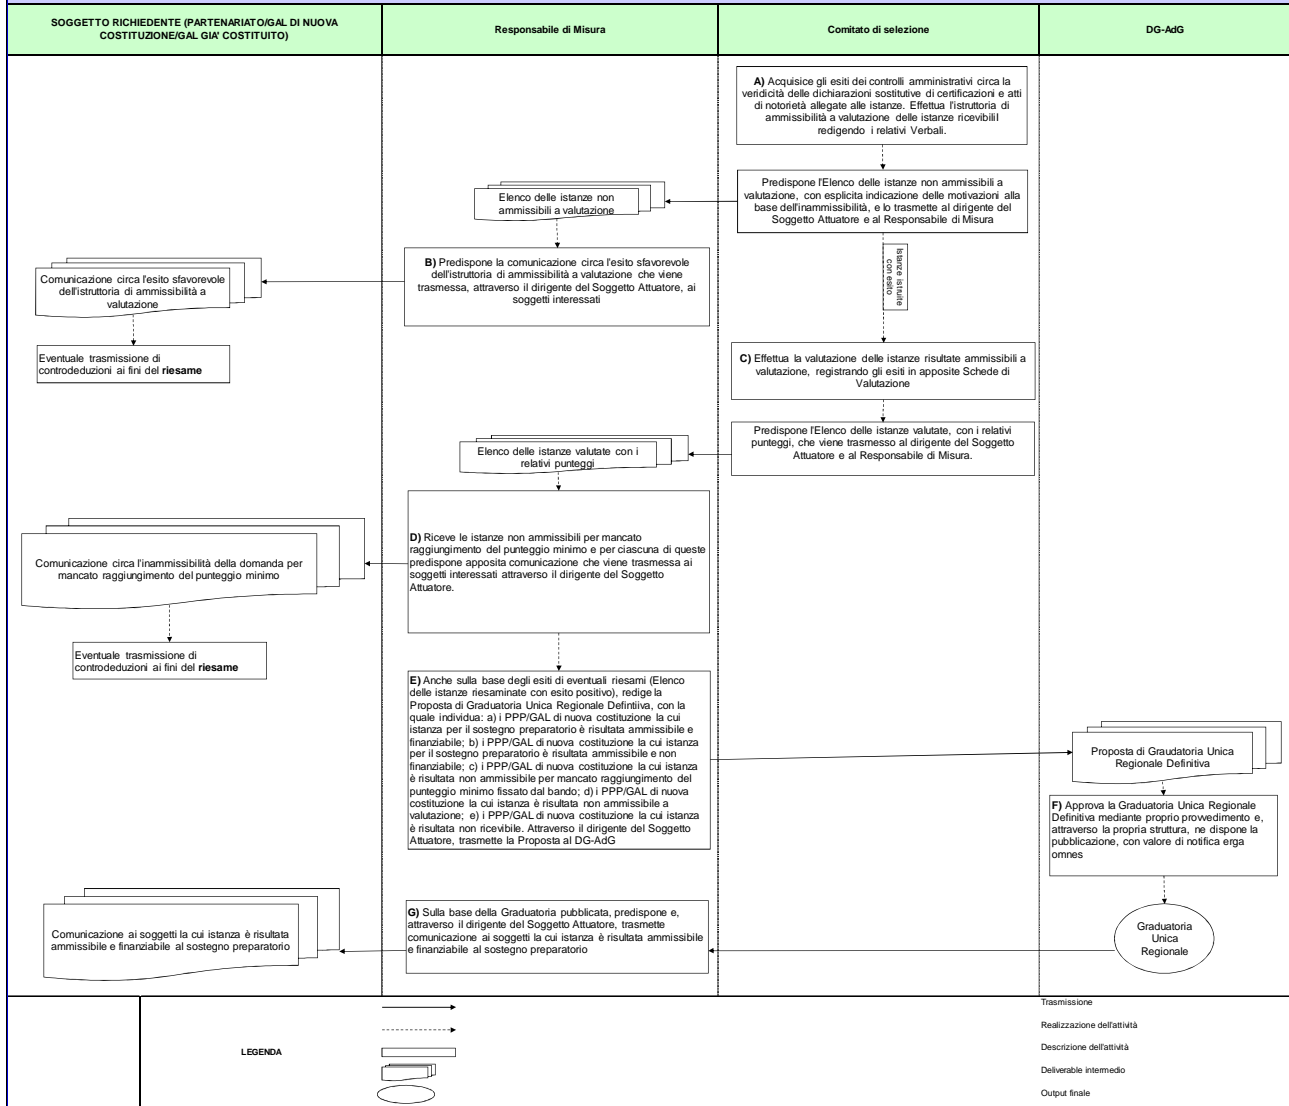 SOGGETTO RICHIEDENTE (PARTENARIATO/GAL DI NUOVA
COSTITUZIONE/GAL GIA' COSTITUITO)
Responsabile di Misura
Comitato di selezione
DG-AdG
A) Acquisice gli esiti dei controlli amministrativi circa la
veridicità delle dichiarazioni sostitutive di certificazioni e atti
di notorietà allegate alle istanze. Effettua l'istruttoria di
ammissibilità a valutazione delle istanze ricevibilil
redigendo i relativi Verbali.
Predispone l'Elenco delle istanze non ammissibili a
valutazione, con esplicita indicazione delle motivazioni alla
base dell'inammissibilità, e lo trasmette al dirigente del
Soggetto Attuatore e al Responsabile di Misura
Elenco delle istanze non
ammissibili a valutazione
Istanze istruite
con esito
B) Predispone la comunicazione circa l'esito sfavorevole
dell'istruttoria di ammissibilità a valutazione che viene
trasmessa, attraverso il dirigente del Soggetto Attuatore, ai
soggetti interessati
Comunicazione circa l'esito sfavorevole
dell'istruttoria di ammissibilità a
valutazione
Eventuale trasmissione di
controdeduzioni ai fini del riesame
C) Effettua la valutazione delle istanze risultate ammissibili a
valutazione, registrando gli esiti in apposite Schede di
Valutazione
Predispone l'Elenco delle istanze valutate, con i relativi
punteggi, che viene trasmesso al dirigente del Soggetto
Attuatore e al Responsabile di Misura.
Elenco delle istanze valutate con i
relativi punteggi
D) Riceve le istanze non ammissibili per mancato
raggiungimento del punteggio minimo e per ciascuna di queste
predispone apposita comunicazione che viene trasmessa ai
soggetti interessati attraverso il dirigente del Soggetto
Attuatore.
Comunicazione circa l'inammissibilità della domanda per
mancato raggiungimento del punteggio minimo
Eventuale trasmissione di
controdeduzioni ai fini del riesame
E) Anche sulla base degli esiti di eventuali riesami (Elenco
delle istanze riesaminate con esito positivo), redige la
Proposta di Graduatoria Unica Regionale Defintiiva, con la
quale individua: a) i PPP/GAL di nuova costituzione la cui
istanza per il sostegno preparatorio è risultata ammissibile e
finanziabile; b) i PPP/GAL di nuova costituzione la cui istanza
per il sostegno preparatorio è risultata ammissibile e non
finanziabile; c) i PPP/GAL di nuova costituzione la cui istanza
è risultata non ammissibile per mancato raggiungimento del
punteggio minimo fissato dal bando; d) i PPP/GAL di nuova
costituzione la cui istanza è risultata non ammissibile a
valutazione; e) i PPP/GAL di nuova costituzione la cui istanza
è risultata non ricevibile. Attraverso il dirigente del Soggetto
Attuatore, trasmette la Proposta al DG-AdG
Proposta di Graudatoria Unica
Regionale Definitiva
F) Approva la Graduatoria Unica Regionale
Definitiva mediante proprio provvedimento e,
attraverso la propria struttura, ne dispone la
pubblicazione, con valore di notifica erga
omnes
Graduatoria
Unica
Regionale
G) Sulla base della Graduatoria pubblicata, predispone e,
attraverso il dirigente del Soggetto Attuatore, trasmette
comunicazione ai soggetti la cui istanza è risultata ammissibile
e finanziabile al sostegno preparatorio
Comunicazione ai soggetti la cui istanza è risultata
ammissibile e finanziabile al sostegno preparatorio
LEGENDA
Trasmissione
Realizzazione dell'attività
Descrizione dell'attività
Deliverable intermedio
Output finale